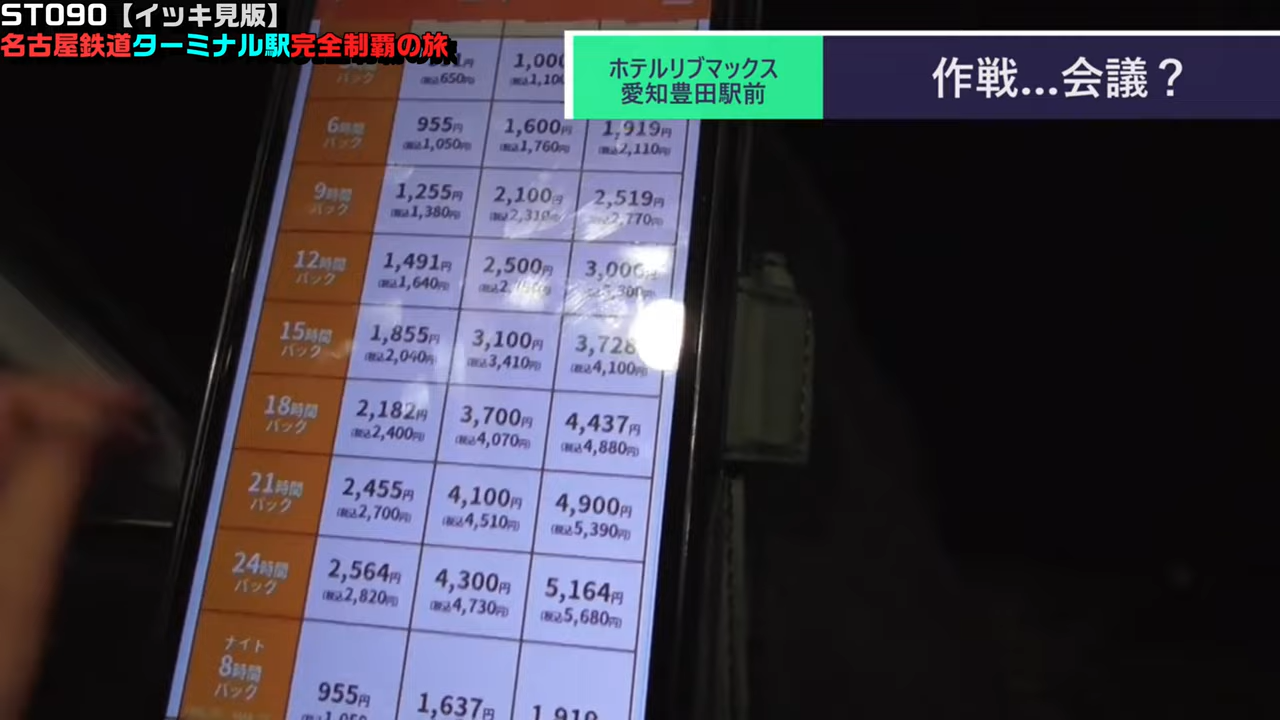 ST090【イッキ見版】
名古屋鉄道ターミナル駅完全制覇の旅
ホテルリブマックス
愛知豊田駅前
作戦...会議？
(税込650円)
6時間
パック
955円
(税込1,050円)
1,600円
(税込1,760円)
1,919円
(税込2,110円)
9時間
パック
1,255円
(税込1,380円)
2,100円
(税込2,310円)
2,519円
(税込2,770円)
12時間
パック
1,491円
(税込1,640円)
2,500円
3,000円
(税込3,300円)
15時間
パック
1,855円
(税込2,040円)
3,100円
(税込3,410円)
3,728
(税込4,100円)
18時間
パック
2,182円
(税込2,400円)
3,700円
(税込4,070円)
4,437円
(税込4,880円)
21時間
パック
2,455円
(税込2,700円)
4,100円
(税込4,510円)
4,900円
(税込5,390円)
24時間
パック
2,564円
(税込2,820円)
4,300円
(税込4,730円)
5,164円
(税込5,680円)
ナイト
8時間
パック
955円
1,637円
1,919